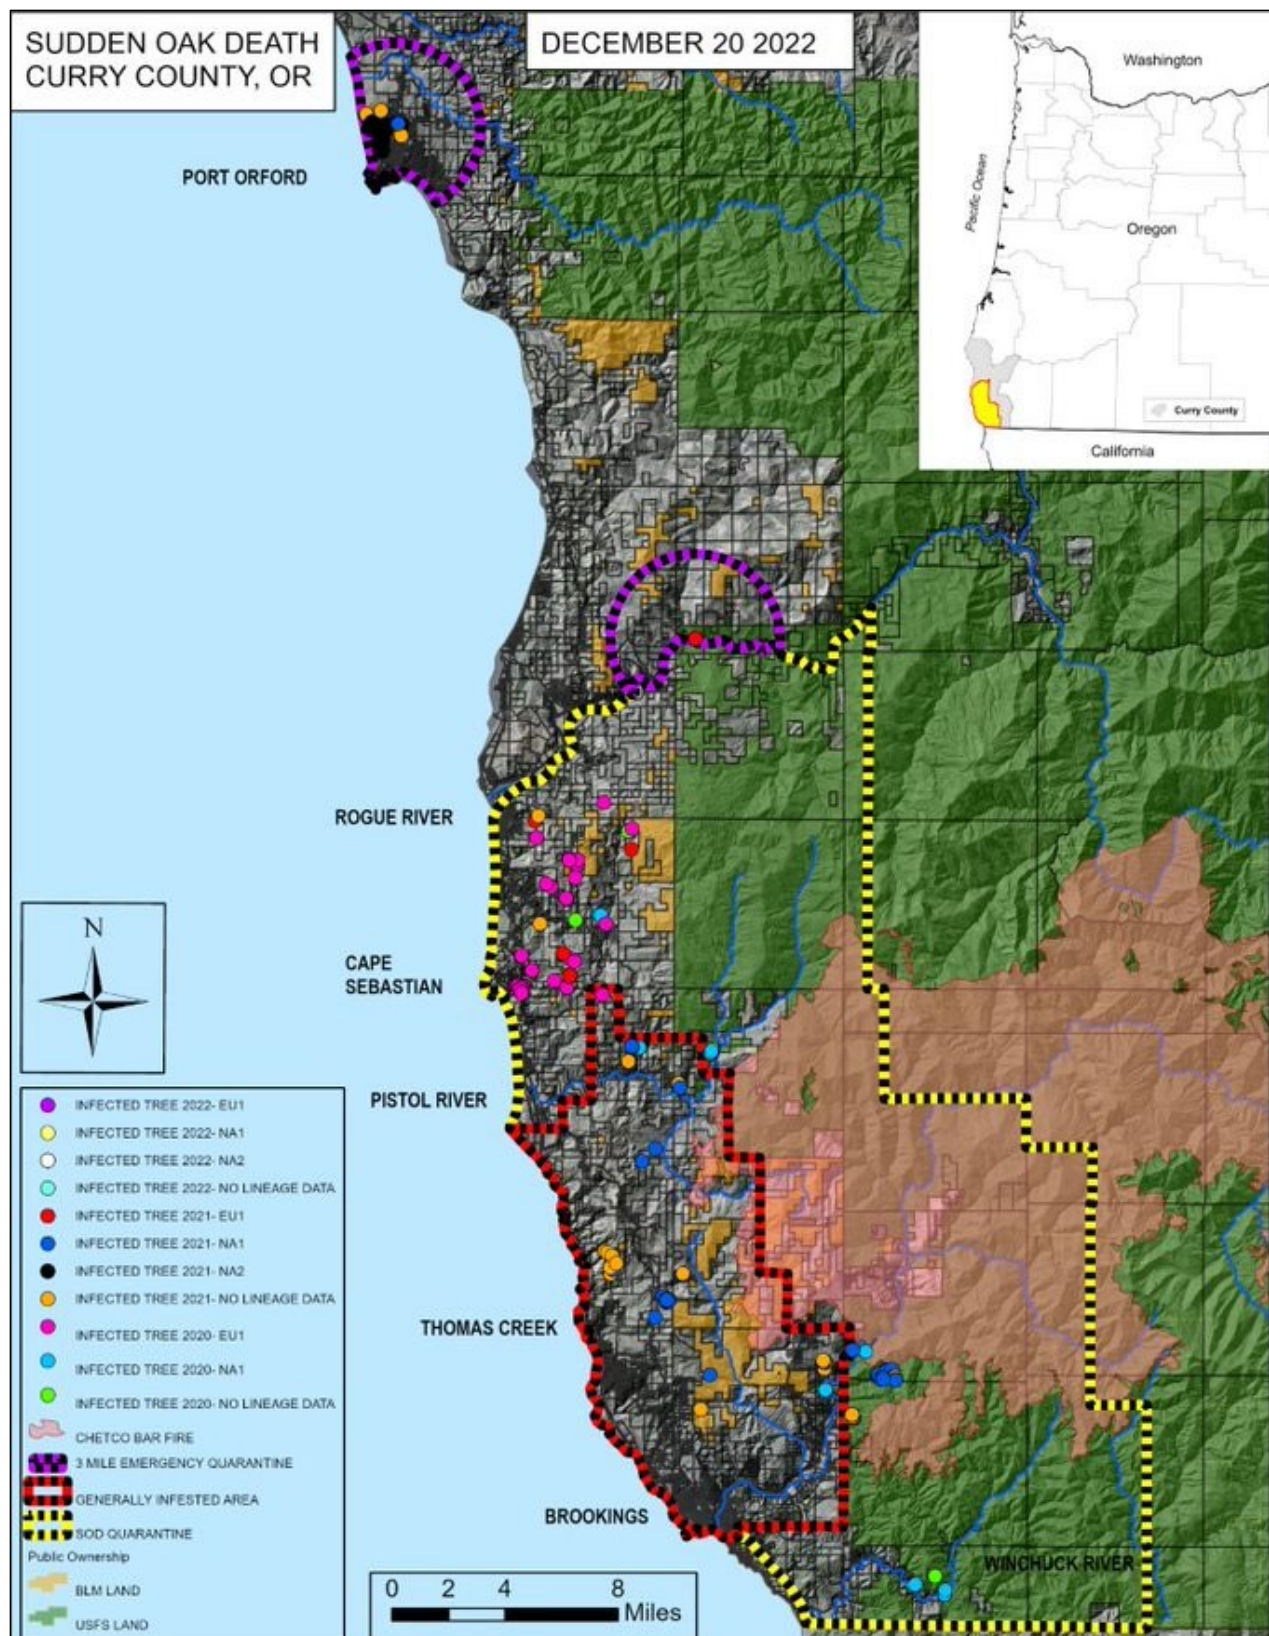 SUDDEN OAK DEATH
CURRY COUNTY, OR
DECEMBER 20 2022
Washington
Pacific Ocean
Oregon
Curry County
California
PORT ORFORD
ROGUE RIVER
CAPE
SEBASTIAN
PISTOL RIVER
THOMAS CREEK
BROOKINGS
WINCHUCK RIVER
N
INFECTED TREE 2022- EU1
INFECTED TREE 2022- NA1
INFECTED TREE 2022- NA2
INFECTED TREE 2022- NO LINEAGE DATA
INFECTED TREE 2021- EU1
INFECTED TREE 2021- NA1
INFECTED TREE 2021- NA2
INFECTED TREE 2021- NO LINEAGE DATA
INFECTED TREE 2020- EU1
INFECTED TREE 2020- NA1
INFECTED TREE 2020- NO LINEAGE DATA
CHETCO BAR FIRE
3 MILE EMERGENCY QUARANTINE
GENERALLY INFESTED AREA
SOD QUARANTINE
Public Ownership
BLM LAND
USFS LAND
0 2 4 8
Miles